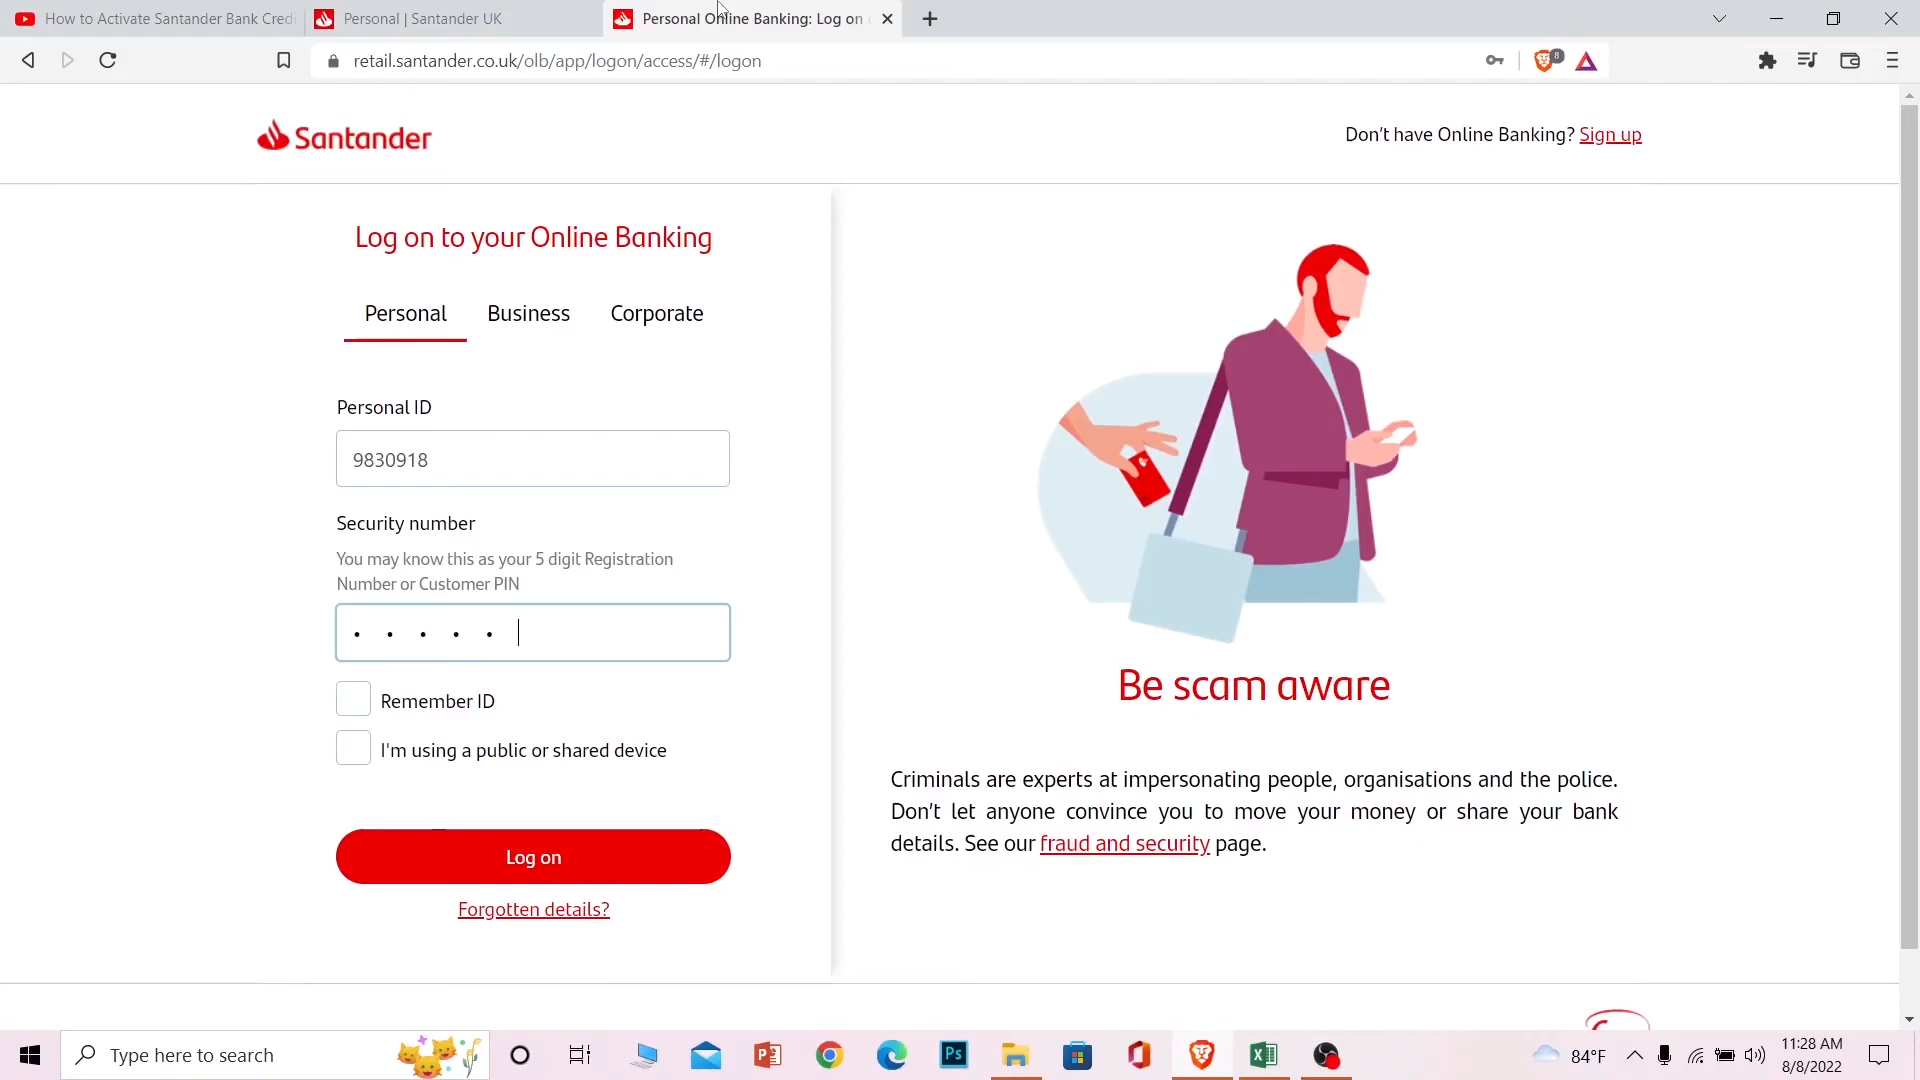 How to Activate Santander Bank Credi
Personal | Santander UK
Personal Online Banking: Log on
retail.santander.co.uk/olb/app/logon/access/#/logon
8
Santander
Don't have Online Banking? Sign up
Log on to your Online Banking
Personal
Business
Corporate
Personal ID
9830918
Security number
You may know this as your 5 digit Registration
Number or Customer PIN
Remember ID
I'm using a public or shared device
Log on
Forgotten details?
Be scam aware
Criminals are experts at impersonating people, organisations and the police.
Don't let anyone convince you to move your money or share your bank
details. See our fraud and security page.
Type here to search
Ps
84°F
11:28 AM
8/8/2022